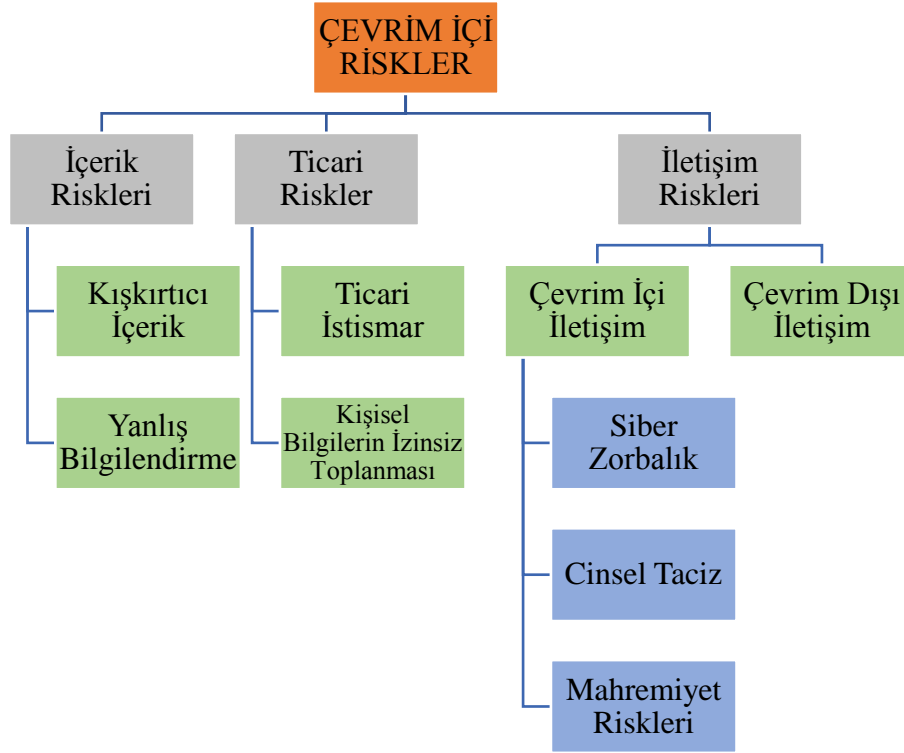 ÇEVRİM İÇİ
RİSKLER
İçerik
Riskleri
Ticari
Riskler
İletişim
Riskleri
Kışkırtıcı
İçerik
Ticari
İstismar
Çevrim İçi
İletişim
Çevrim Dışı
İletişim
Yanlış
Bilgilendirme
Kişisel
Bilgilerin İzinsiz
Toplanması
Siber
Zorbalık
Cinsel Taciz
Mahremiyet
Riskleri